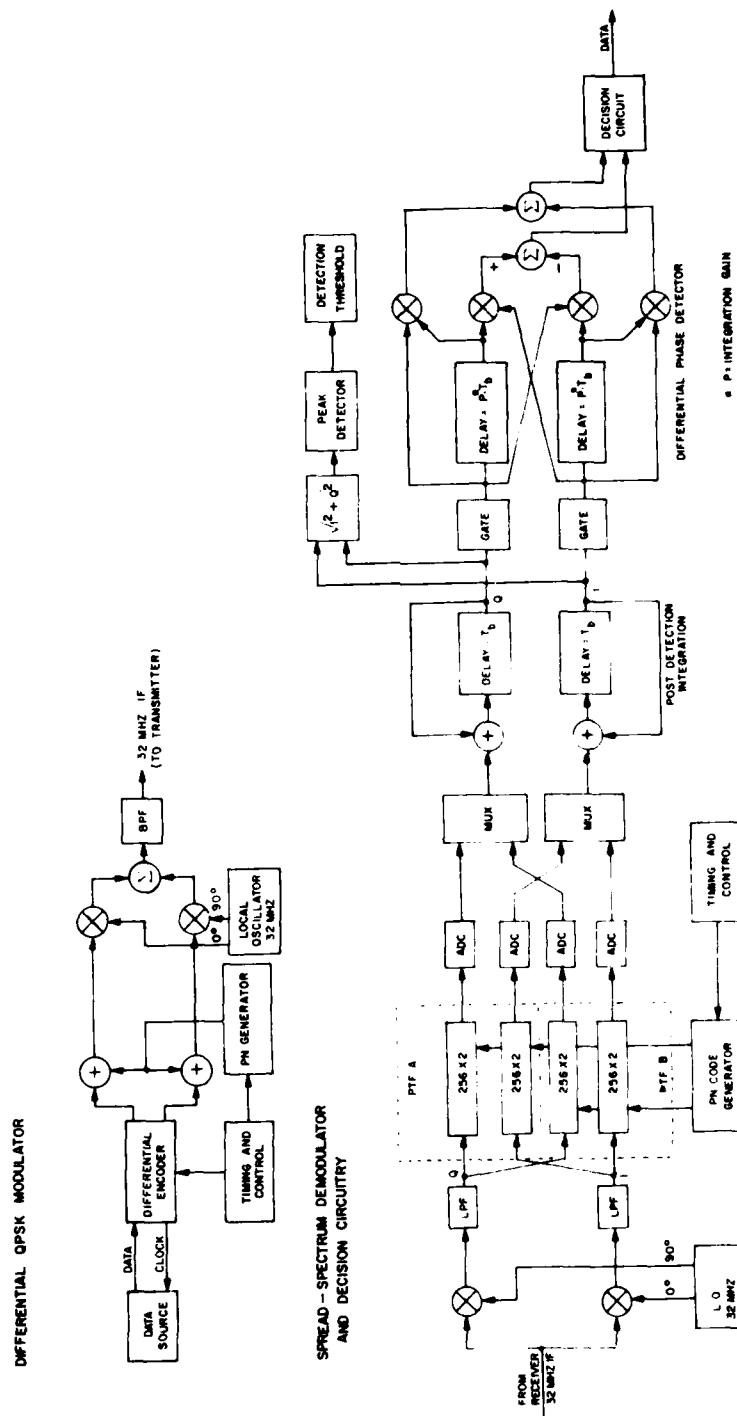 DIFFERENTIAL QPSK MODULATOR
DATA
SOURCE
DATA
CLOCK
DIFFERENTIAL
ENCODER
TIMING AND
CONTROL
PN GENERATOR
+
+
0°
90°
LOCAL
OSCILLATOR
32 MHZ
Σ
BPF
32 MHZ IF
(TO TRANSMITTER)
SPREAD-SPECTRUM DEMODULATOR
AND DECISION CIRCUITRY
FROM
RECEIVER
32 MHZ IF
0°
90°
L O
32 MHZ
LPF
LPF
Q
I
PTF A
256 X 2
256 X 2
256 X 2
256 X 2
PTF B
PN CODE
GENERATOR
TIMING AND
CONTROL
ADC
ADC
ADC
ADC
MUX
MUX
+
+
DELAY = T_b
DELAY = T_b
POST DETECTION
INTEGRATION
Q
I
√I² + Q²
PEAK
DETECTOR
DETECTION
THRESHOLD
GATE
GATE
DELAY = P*·T_b
DELAY = P*·T_b
+
-
Σ
Σ
DIFFERENTIAL PHASE DETECTOR
DECISION
CIRCUIT
DATA
* P = INTEGRATION GAIN